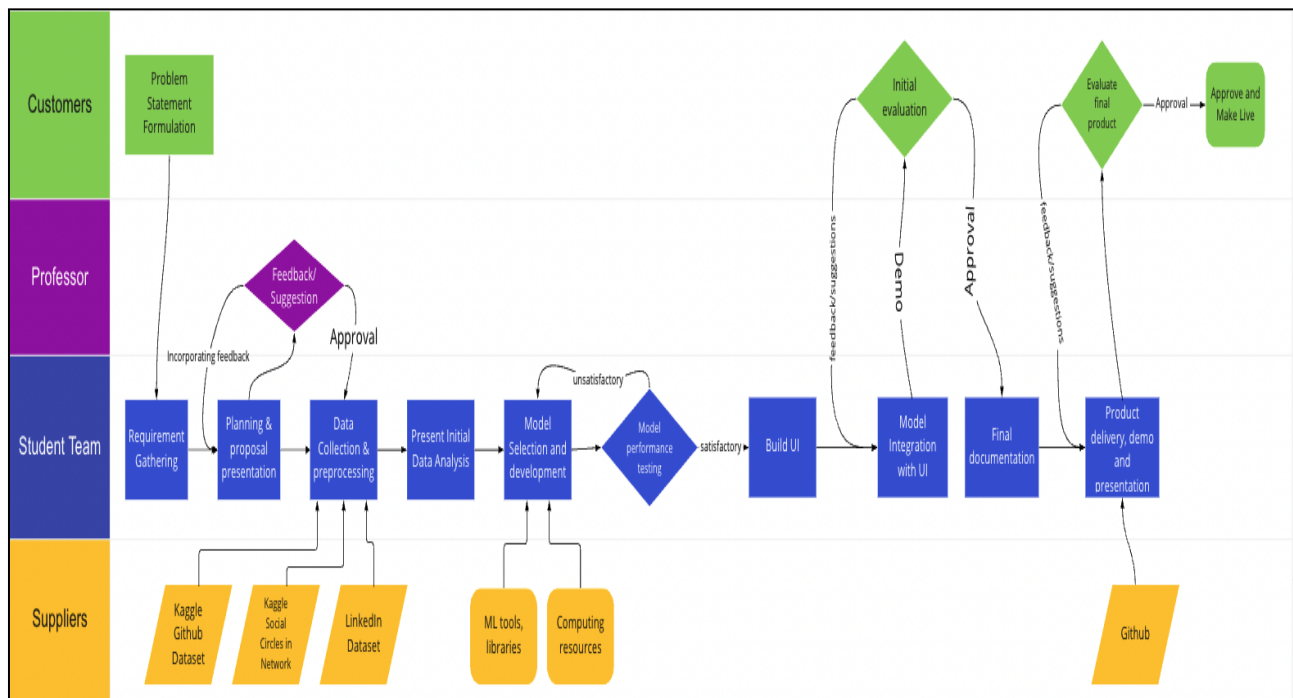 Customers
Problem
Statement
Formulation
Initial
evaluation
Evaluate
final
product
Approval
Approve and
Make Live
Professor
Feedback/
Suggestion
Incorporating feedback
Approval
feedback/suggestions
Demo
Approval
feedback/suggestions
Student Team
Requirement
Gathering
Planning &
proposal
presentation
Data
Collection &
preprocessing
Present Initial
Data Analysis
Model
Selection and
development
unsatisfactory
Model
performance
testing
satisfactory
Build UI
Model
Integration
with UI
Final
documentation
Product
delivery, demo
and
presentation
Suppliers
Kaggle
Github
Dataset
Kaggle
Social
Circles in
Network
LinkedIn
Dataset
ML tools,
libraries
Computing
resources
Github